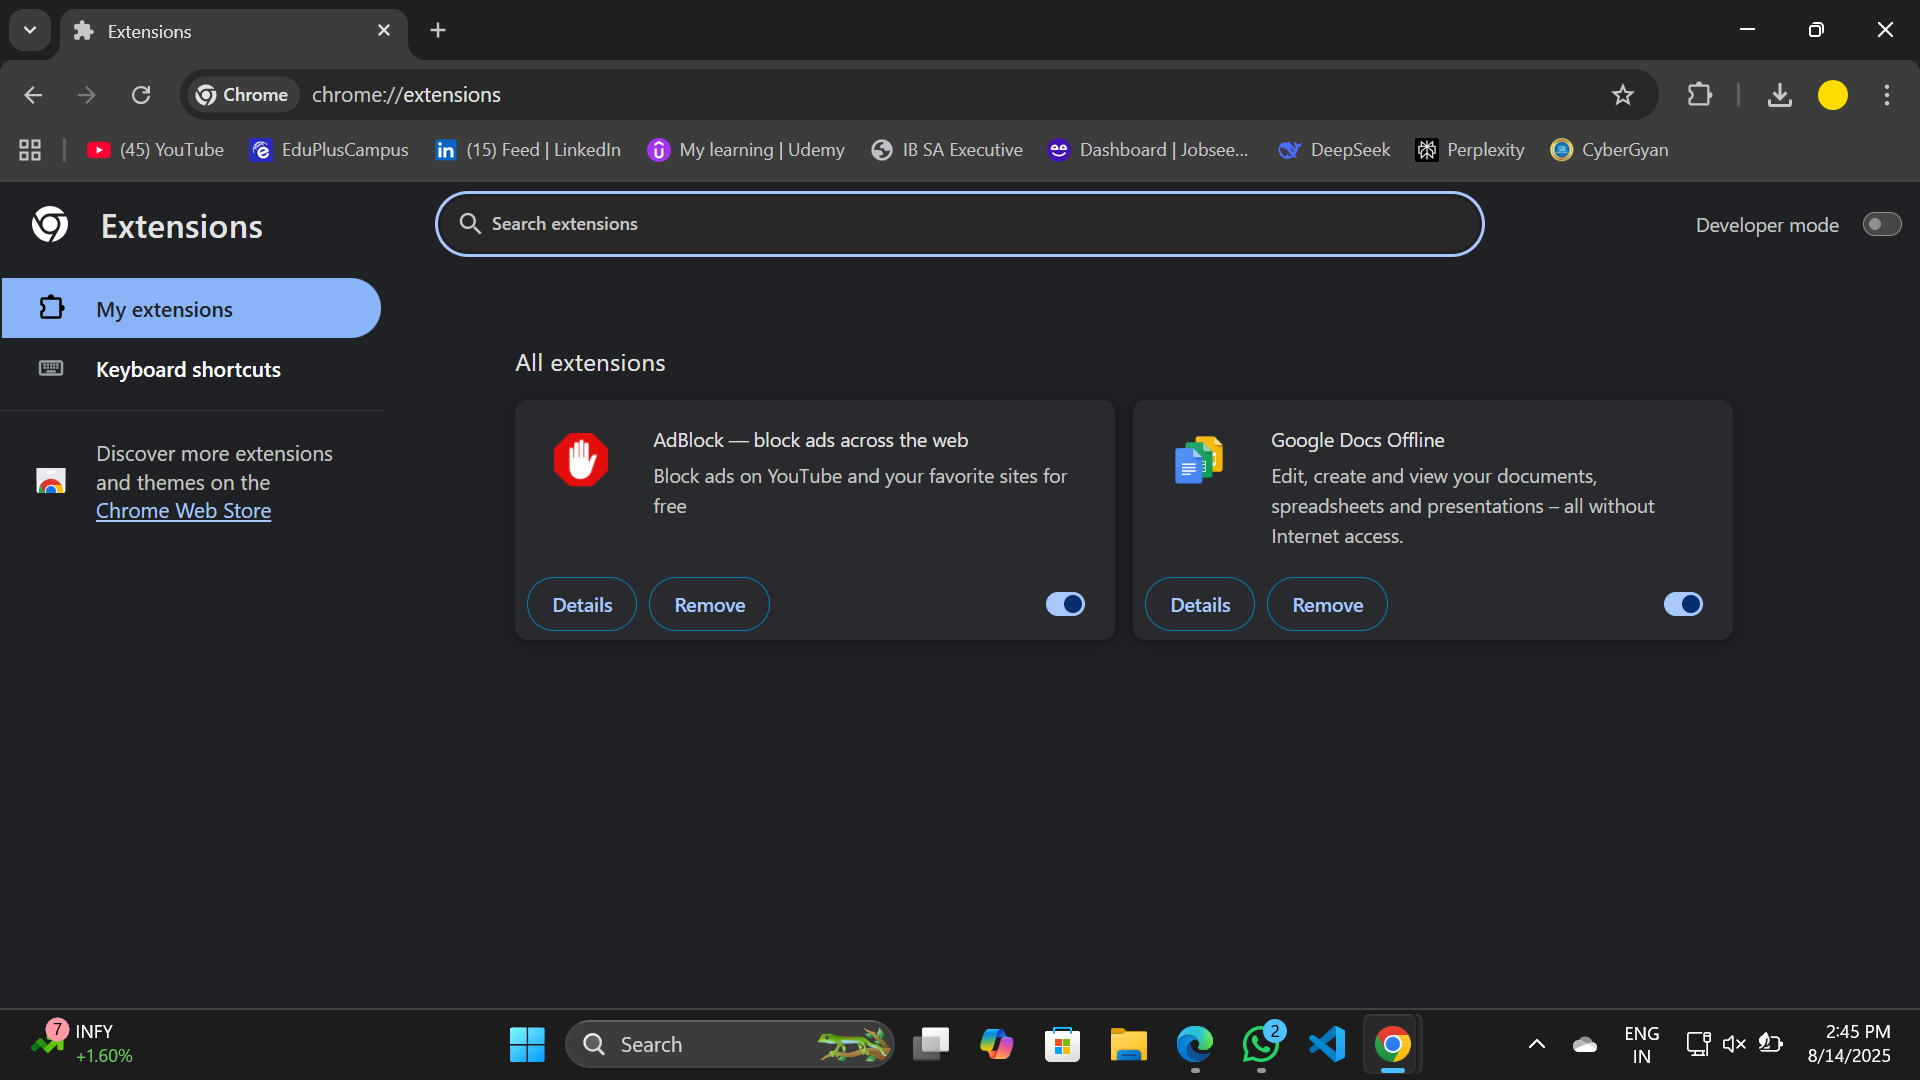 Extensions
Chrome
chrome://extensions
(45) YouTube
EduPlusCampus
(15) Feed | LinkedIn
My learning | Udemy
IB SA Executive
Dashboard | Jobsee...
DeepSeek
Perplexity
CyberGyan
Extensions
Search extensions
Developer mode
My extensions
Keyboard shortcuts
Discover more extensions
and themes on the
Chrome Web Store
All extensions
AdBlock — block ads across the web
Block ads on YouTube and your favorite sites for
free
Details
Remove
Google Docs Offline
Edit, create and view your documents,
spreadsheets and presentations – all without
Internet access.
Details
Remove
7
INFY
+1.60%
Search
2
ENG
IN
2:45 PM
8/14/2025